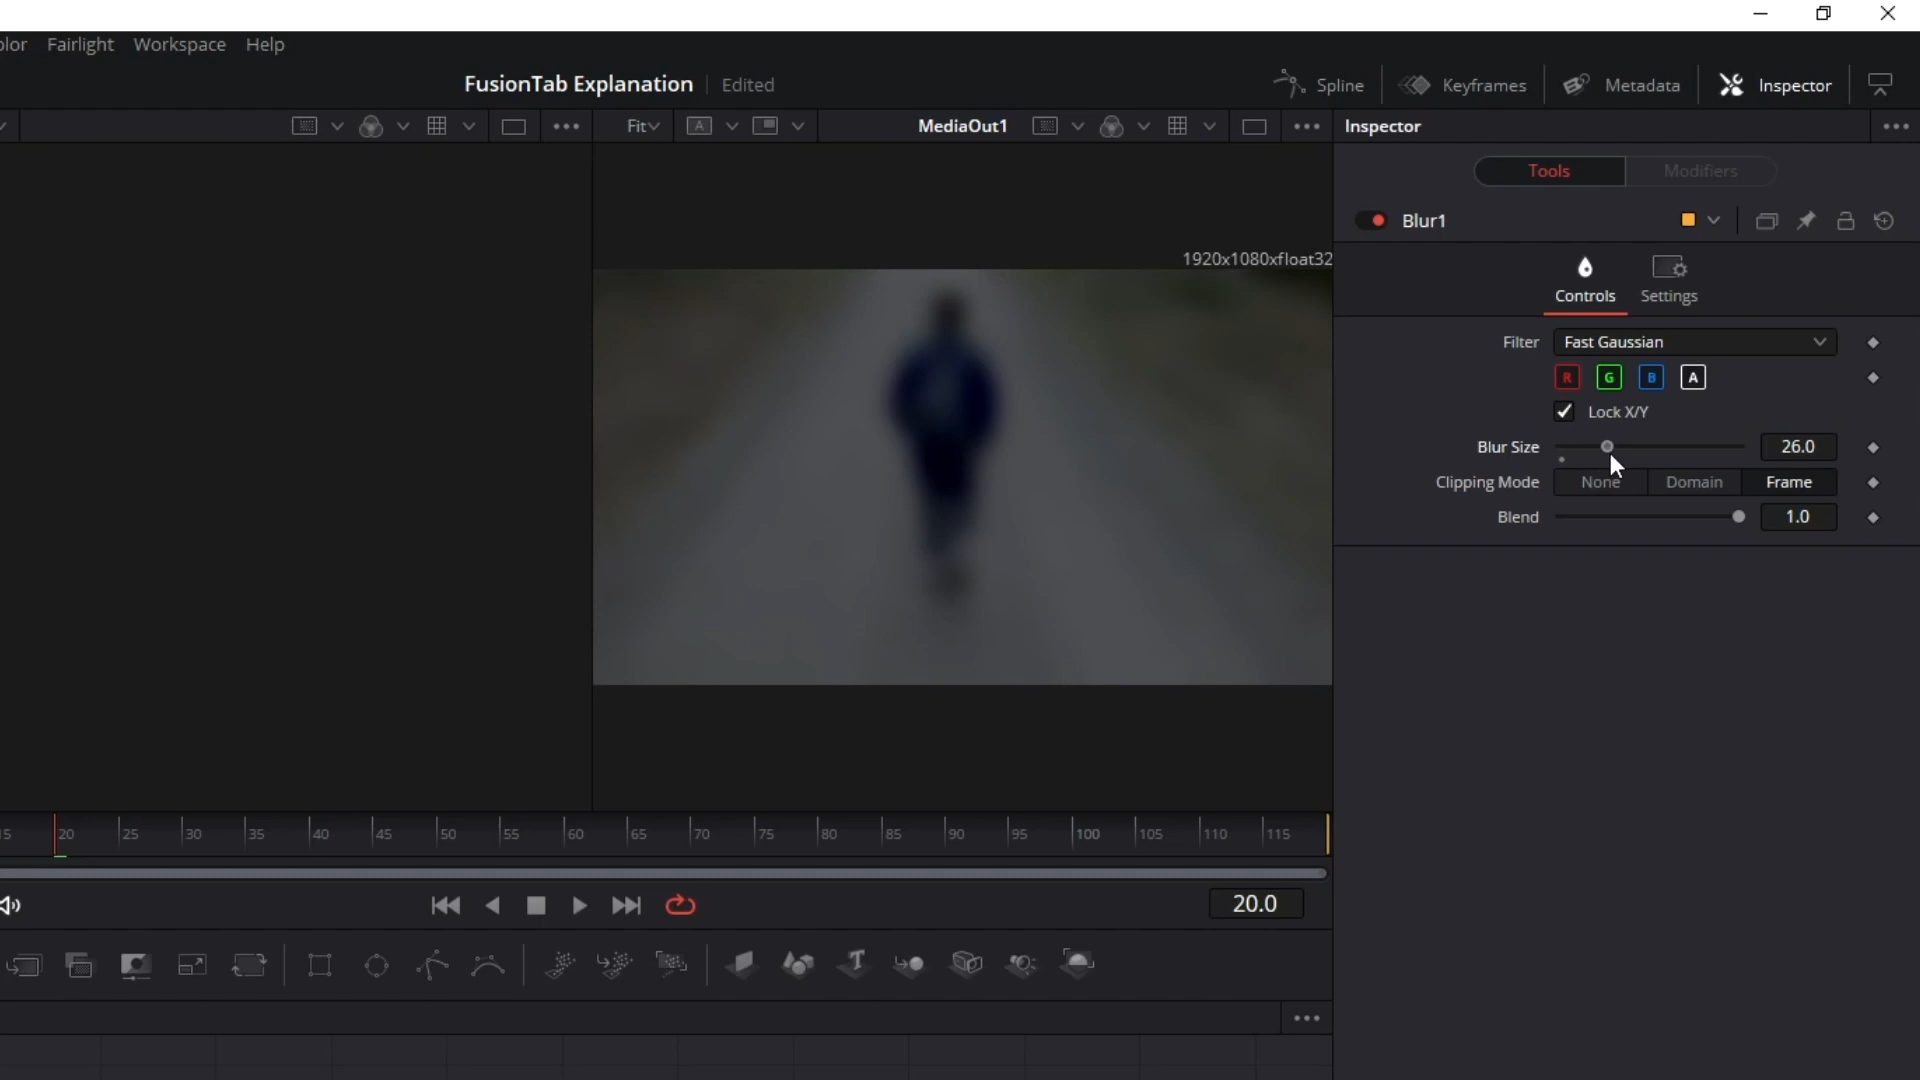 olor Fairlight Workspace Help
FusionTab Explanation Edited
Spline Keyframes Metadata Inspector
Fit A MediaOut1 Inspector
Tools Modifiers
Blur1
1920x1080xfloat32
Controls Settings
Filter Fast Gaussian
R G B A
Lock X/Y
Blur Size 26.0
Clipping Mode None Domain Frame
Blend 1.0
5 20 25 30 35 40 45 50 55 60 65 70 75 80 85 90 95 100 105 110 115
20.0